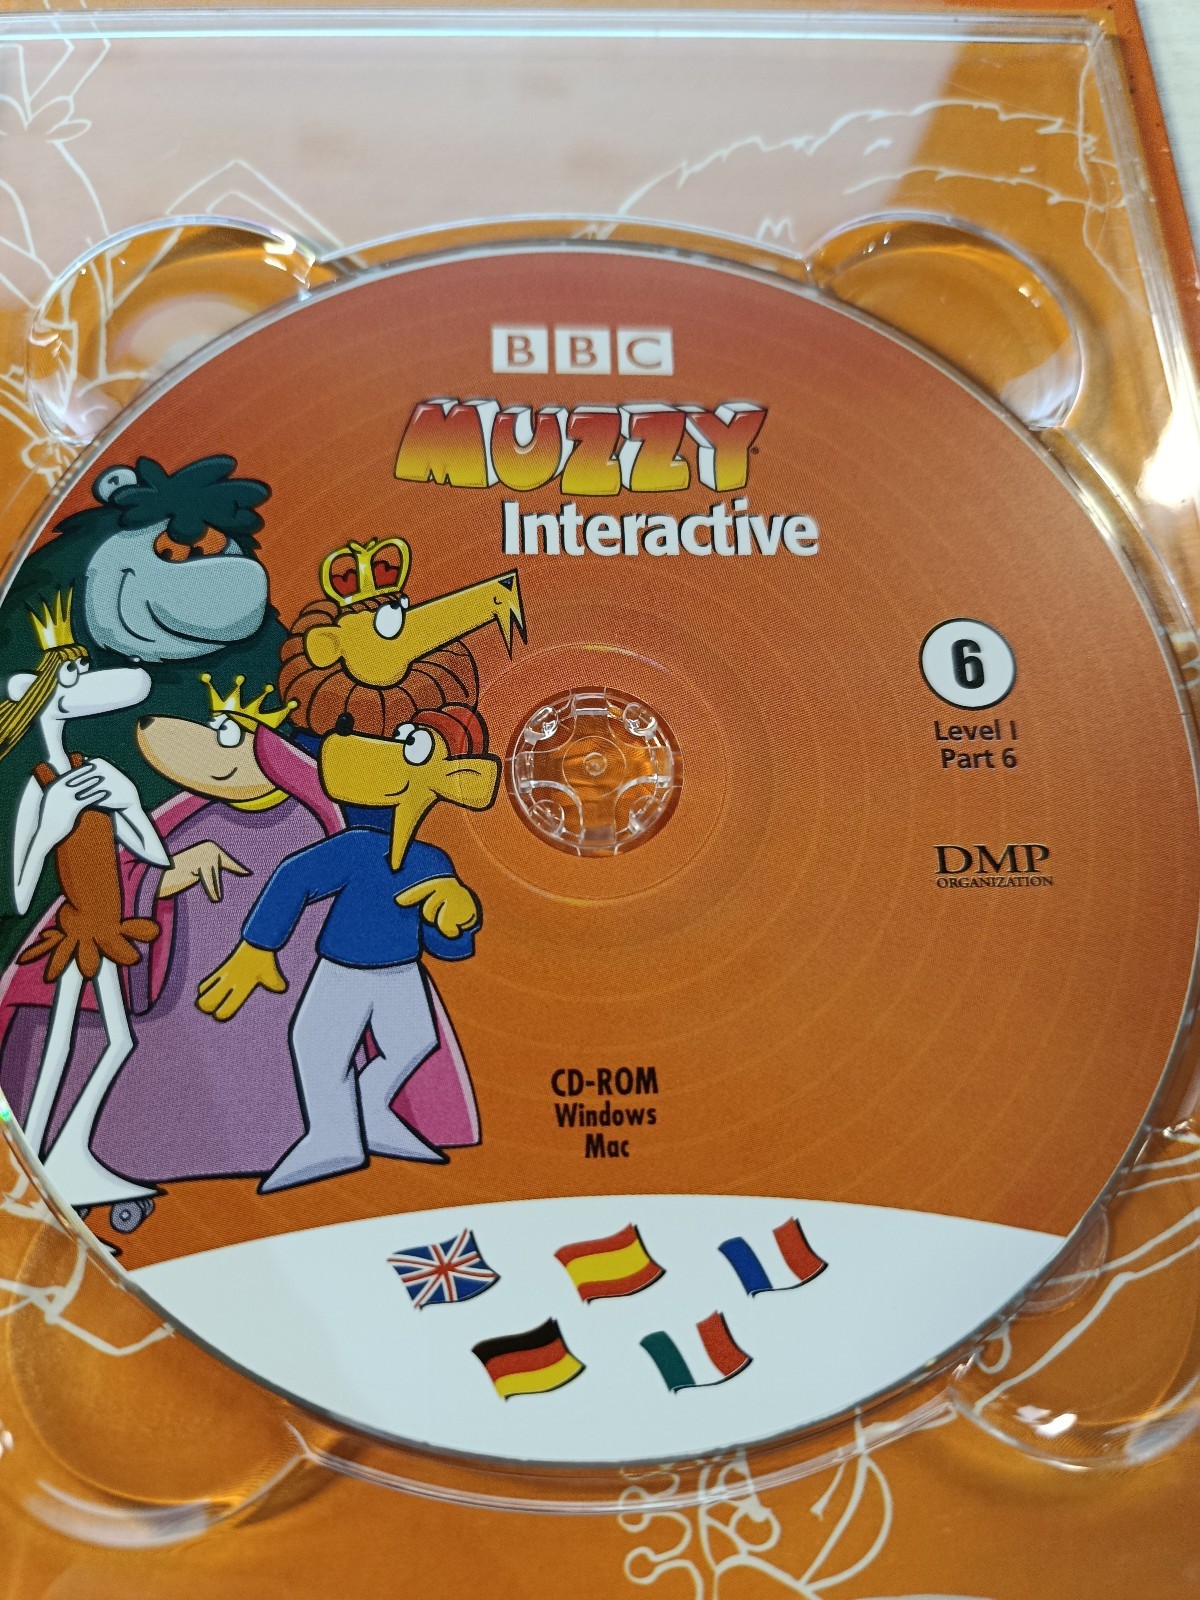 BBC
MUZZY
Interactive
6
Level I
Part 6
DMP
ORGANIZATION
CD-ROM
Windows
Mac